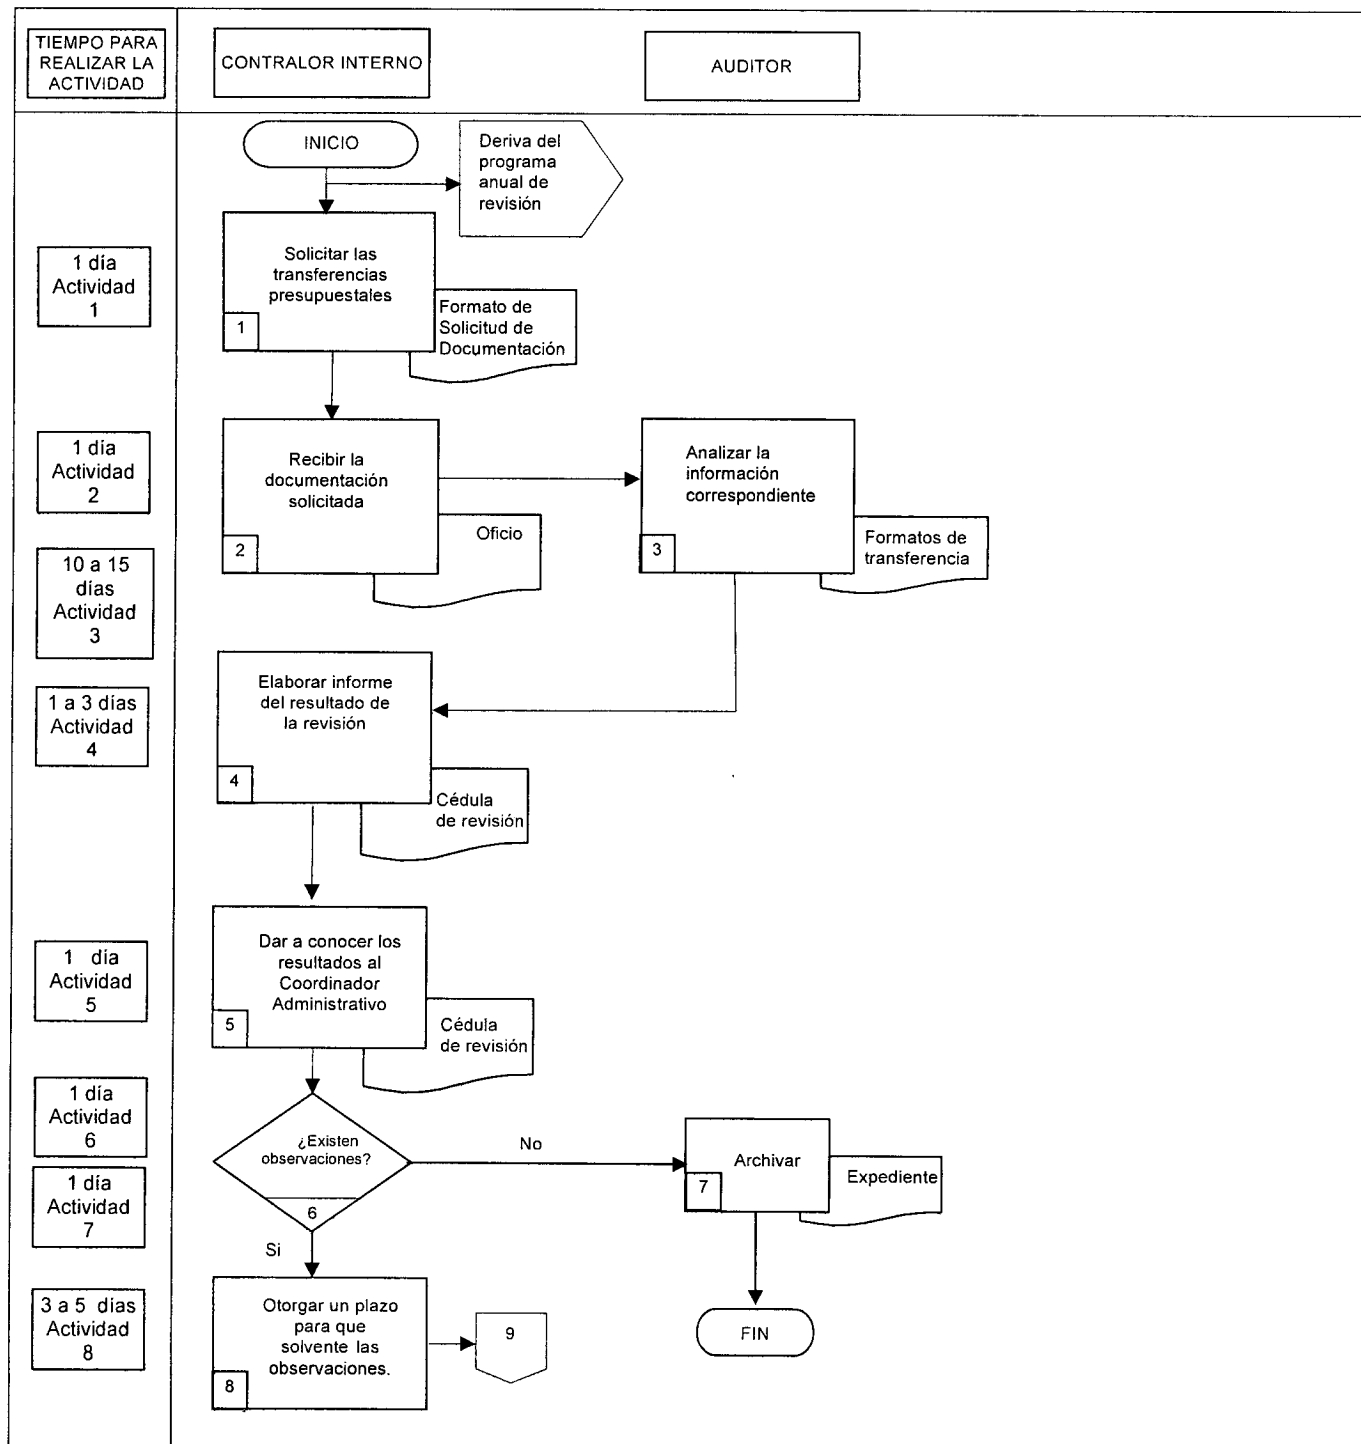 TIEMPO PARA
REALIZAR LA
ACTIVIDAD
CONTRALOR INTERNO
AUDITOR
INICIO
Deriva del
programa
anual de
revisión
1 día
Actividad
1
Solicitar las
transferencias
presupuestales
1
Formato de
Solicitud de
Documentación
1 día
Actividad
2
Recibir la
documentación
solicitada
2
Oficio
Analizar la
información
correspondiente
3
Formatos de
transferencia
10 a 15
días
Actividad
3
1 a 3 días
Actividad
4
Elaborar informe
del resultado de
la revisión
4
Cédula
de revisión
1 día
Actividad
5
Dar a conocer los
resultados al
Coordinador
Administrativo
5
Cédula
de revisión
1 día
Actividad
6
¿Existen
observaciones?
6
No
Archivar
7
Expediente
1 día
Actividad
7
Si
3 a 5 días
Actividad
8
Otorgar un plazo
para que
solvente las
observaciones.
8
9
FIN